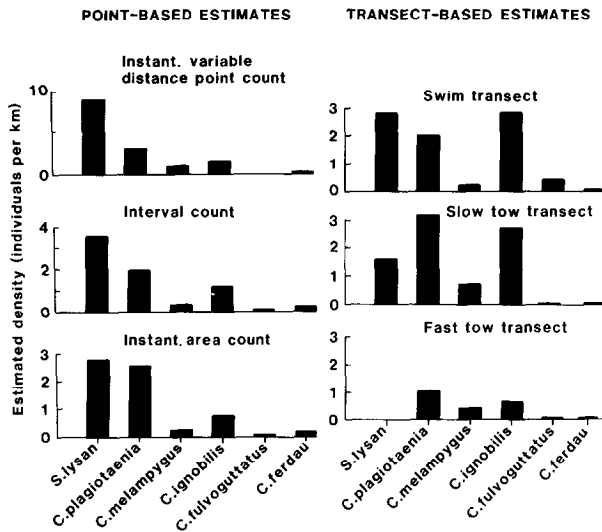 POINT-BASED ESTIMATES
TRANSECT-BASED ESTIMATES
Estimated density (individuals per km)
Instant. variable
distance point count
10
0
Interval count
4
2
0
Instant. area count
3
2
1
0
S.lysan
C.plagiotaenia
C.melampygus
C.ignobilis
C.fulvoguttatus
C.ferdau
Swim transect
3
2
1
0
Slow tow transect
3
2
1
0
Fast tow transect
3
2
1
0
S.lysan
C.plagiotaenia
C.melampygus
C.ignobilis
C.fulvoguttatus
C.ferdau